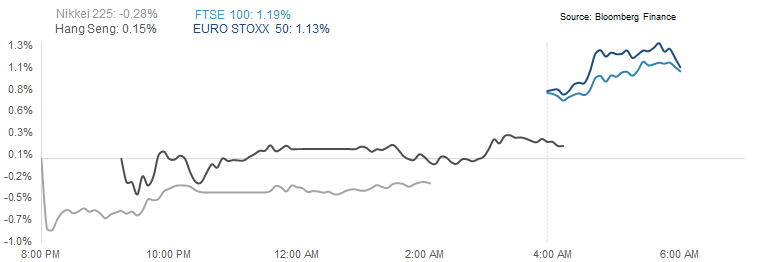 Nikkei 225: -0.28%
FTSE 100: 1.19%
Source: Bloomberg Finance
Hang Seng: 0.15%
EURO STOXX 50: 1.13%
1.3%
1.1%
0.8%
0.6%
0.3%
0.1%
-0.2%
-0.5%
-0.7%
-1.0%
8:00 PM
10:00 PM
12:00 AM
2:00 AM
4:00 AM
6:00 AM